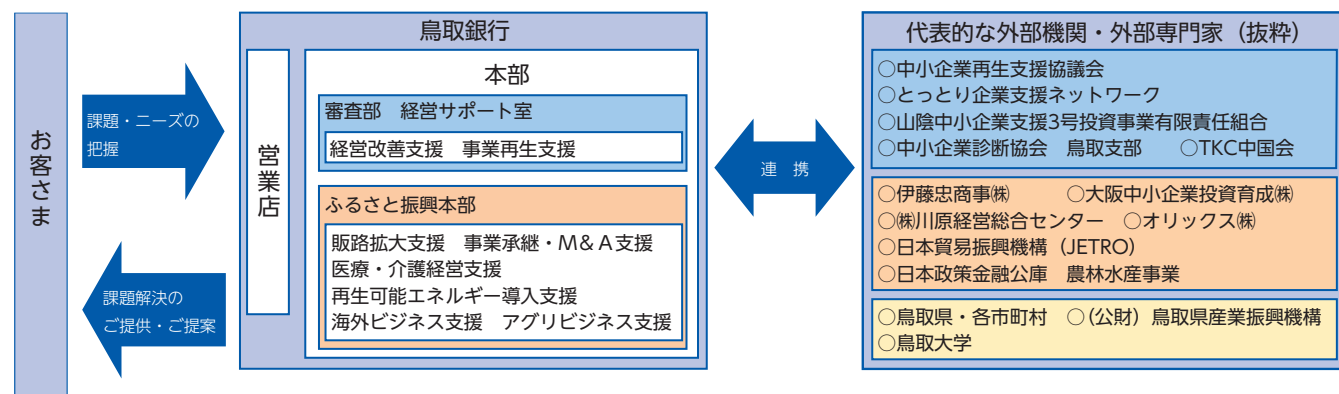 お客さま
課題・ニーズの
把握
課題解決の
ご提供・ご提案
鳥取銀行
営業店
本部
審査部　経営サポート室
経営改善支援　事業再生支援
ふるさと振興本部
販路拡大支援　事業承継・M＆A支援
医療・介護経営支援
再生可能エネルギー導入支援
海外ビジネス支援　アグリビジネス支援
連　携
代表的な外部機関・外部専門家（抜粋）
○中小企業再生支援協議会
○とっとり企業支援ネットワーク
○山陰中小企業支援3号投資事業有限責任組合
○中小企業診断協会　鳥取支部　　○TKC中国会
○伊藤忠商事㈱　　　○大阪中小企業投資育成㈱
○㈱川原経営総合センター　○オリックス㈱
○日本貿易振興機構（JETRO）
○日本政策金融公庫　農林水産事業
○鳥取県・各市町村　○（公財）鳥取県産業振興機構
○鳥取大学